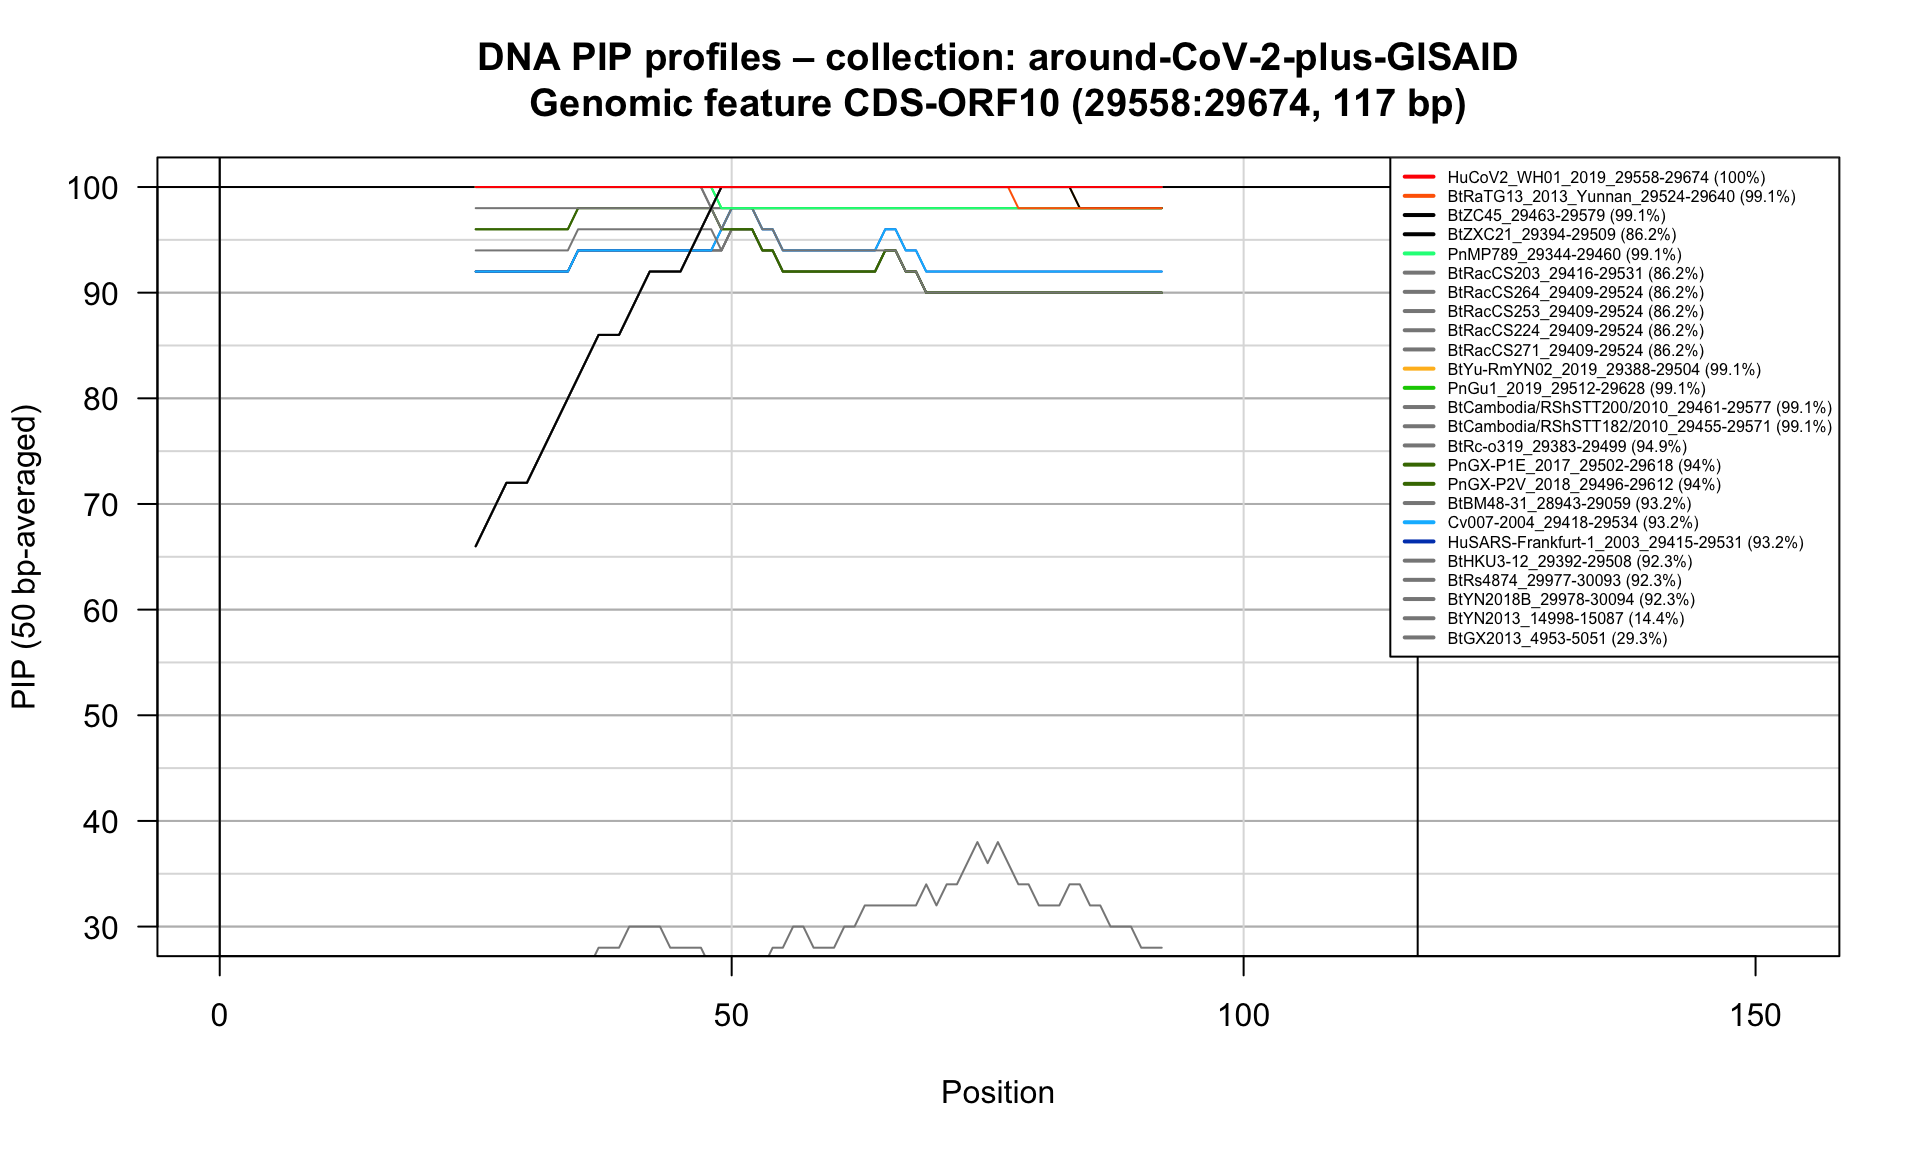 DNA PIP profiles – collection: around-CoV-2-plus-GISAID
Genomic feature CDS-ORF10 (29558:29674, 117 bp)
HuCoV2_WH01_2019_29558-29674 (100%)
BtRaTG13_2013_Yunnan_29524-29640 (99.1%)
BtZC45_29463-29579 (99.1%)
BtZXC21_29394-29509 (86.2%)
PnMP789_29344-29460 (99.1%)
BtRacCS203_29416-29531 (86.2%)
BtRacCS264_29409-29524 (86.2%)
BtRacCS253_29409-29524 (86.2%)
BtRacCS224_29409-29524 (86.2%)
BtRacCS271_29409-29524 (86.2%)
BtYu-RmYN02_2019_29388-29504 (99.1%)
PnGu1_2019_29512-29628 (99.1%)
BtCambodia/RShSTT200/2010_29461-29577 (99.1%)
BtCambodia/RShSTT182/2010_29455-29571 (99.1%)
BtRc-o319_29383-29499 (94.9%)
PnGX-P1E_2017_29502-29618 (94%)
PnGX-P2V_2018_29496-29612 (94%)
BtBM48-31_28943-29059 (93.2%)
Cv007-2004_29418-29534 (93.2%)
HuSARS-Frankfurt-1_2003_29415-29531 (93.2%)
BtHKU3-12_29392-29508 (92.3%)
BtRs4874_29977-30093 (92.3%)
BtYN2018B_29978-30094 (92.3%)
BtYN2013_14998-15087 (14.4%)
BtGX2013_4953-5051 (29.3%)
PIP (50 bp-averaged)
100
90
80
70
60
50
40
30
0
50
100
150
Position